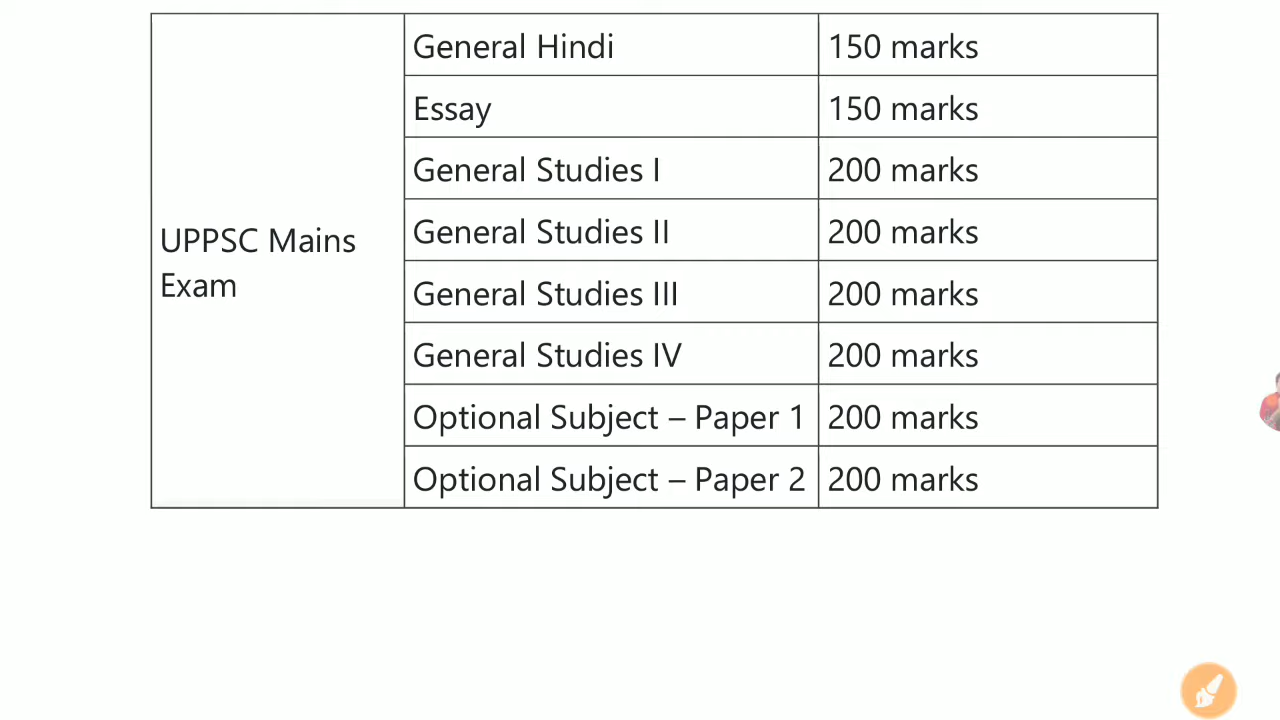 General Hindi 150 marks
Essay 150 marks
General Studies I 200 marks
General Studies II 200 marks
UPPSC Mains
Exam
General Studies III 200 marks
General Studies IV 200 marks
Optional Subject – Paper 1 200 marks
Optional Subject – Paper 2 200 marks